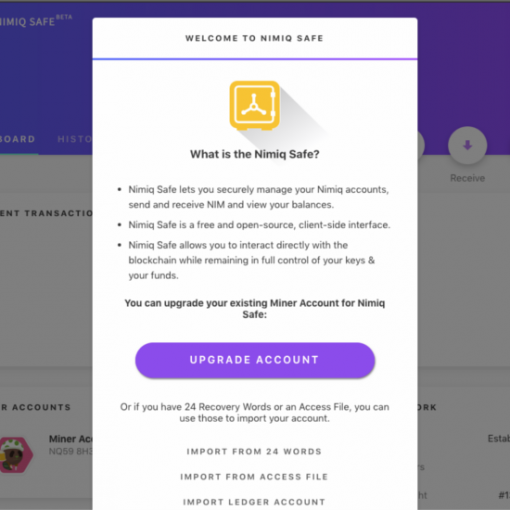 NIMIQ SAFE BETA
WELCOME TO NIMIQ SAFE
What is the Nimiq Safe?
BOARD
HISTO
Receive
• Nimiq Safe lets you securely manage your Nimiq accounts,
send and receive NIM and view your balances.
• Nimiq Safe is a free and open-source, client-side interface.
• Nimiq Safe allows you to interact directly with the
blockchain while remaining in full control of your keys &
your funds.
ENT TRANSACTIO
You can upgrade your existing Miner Account for Nimiq
Safe:
UPGRADE ACCOUNT
Or if you have 24 Recovery Words or an Access File, you can
use those to import your account.
R ACCOUNTS
ORK
Miner Acc
NQ59 BH3
Estab
IMPORT FROM 24 WORDS
IMPORT FROM ACCESS FILE
IMPORT LEDGER ACCOUNT
rs
ht
#1